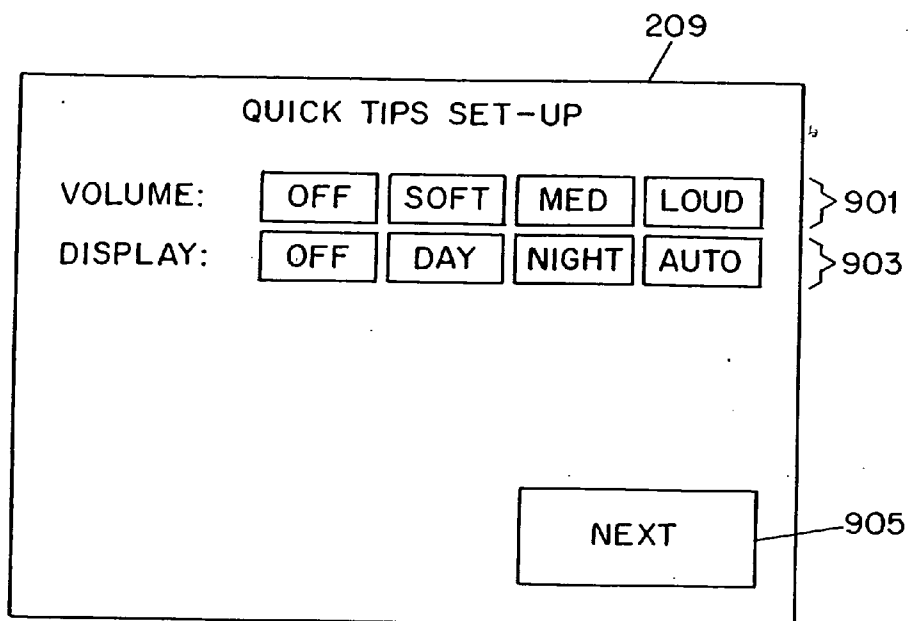 209
QUICK TIPS SET-UP
VOLUME: OFF SOFT MED LOUD 901
DISPLAY: OFF DAY NIGHT AUTO 903
NEXT 905